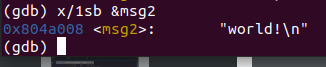 (gdb) x/1sb &msg2
0x804a008 <msg2>:        "world!\n"
(gdb)